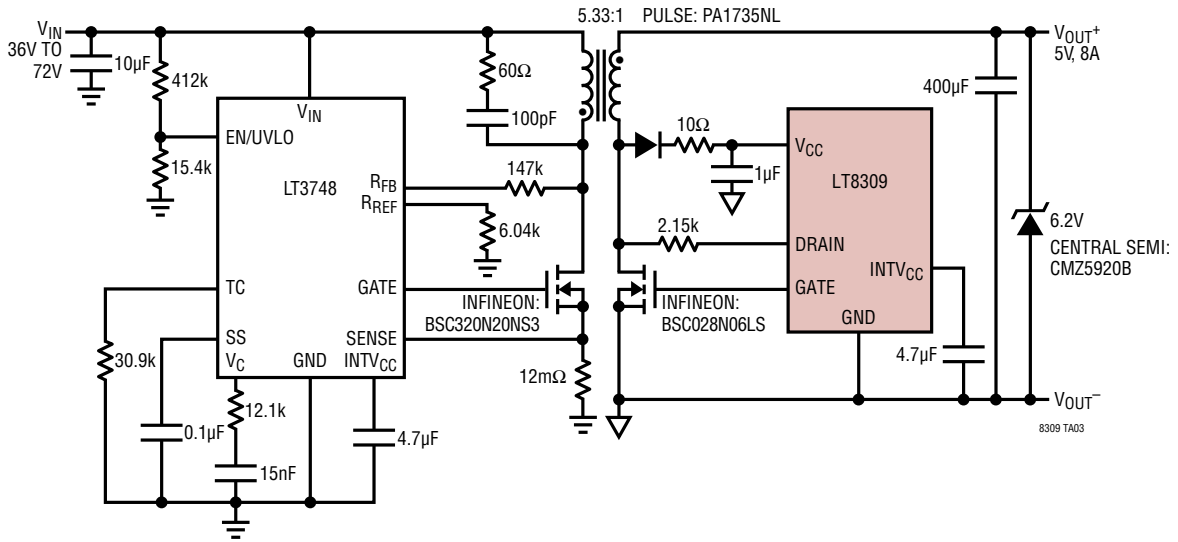 5.33:1 PULSE: PA1735NL
VIN
36V TO
72V
10µF
412k
15.4k
60Ω
100pF
VIN
EN/UVLO
LT3748
RFB
RREF
147k
6.04k
TC
GATE
SS
SENSE
VC
GND
INTVCC
INFINEON:
BSC320N20NS3
12mΩ
30.9k
0.1µF
12.1k
15nF
4.7µF
10Ω
1µF
2.15k
INFINEON:
BSC028N06LS
VCC
LT8309
DRAIN
INTVCC
GATE
GND
4.7µF
400µF
VOUT+
5V, 8A
6.2V
CENTRAL SEMI:
CMZ5920B
VOUT–
8309 TA03